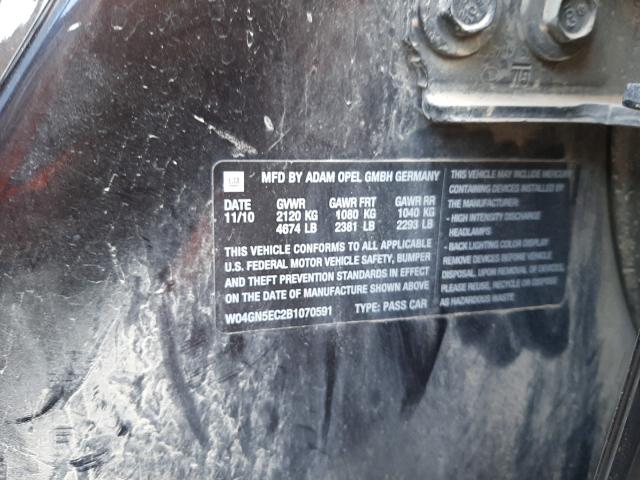 GM
MFD BY ADAM OPEL GMBH GERMANY
DATE GVWR GAWR FRT GAWR RR
11/10 2120 KG 1080 KG 1040 KG
4674 LB 2381 LB 2293 LB
THIS VEHICLE CONFORMS TO ALL APPLICABLE
U.S. FEDERAL MOTOR VEHICLE SAFETY, BUMPER
AND THEFT PREVENTION STANDARDS IN EFFECT
ON THE DATE OF MANUFACTURE SHOWN ABOVE
W04GN5EC2B1070591 TYPE: PASS CAR
THIS VEHICLE MAY INCLUDE MERCURY
CONTAINING DEVICES INSTALLED BY
THE MANUFACTURER:
- HIGH INTENSITY DISCHARGE
HEADLAMPS
- BACK LIGHTING COLOR DISPLAY
REMOVE DEVICES BEFORE VEHICLE
DISPOSAL. UPON REMOVAL OF DEVICES
PLEASE REUSE, RECYCLE OR DISPOSE
AS HAZARDOUS WASTE
75